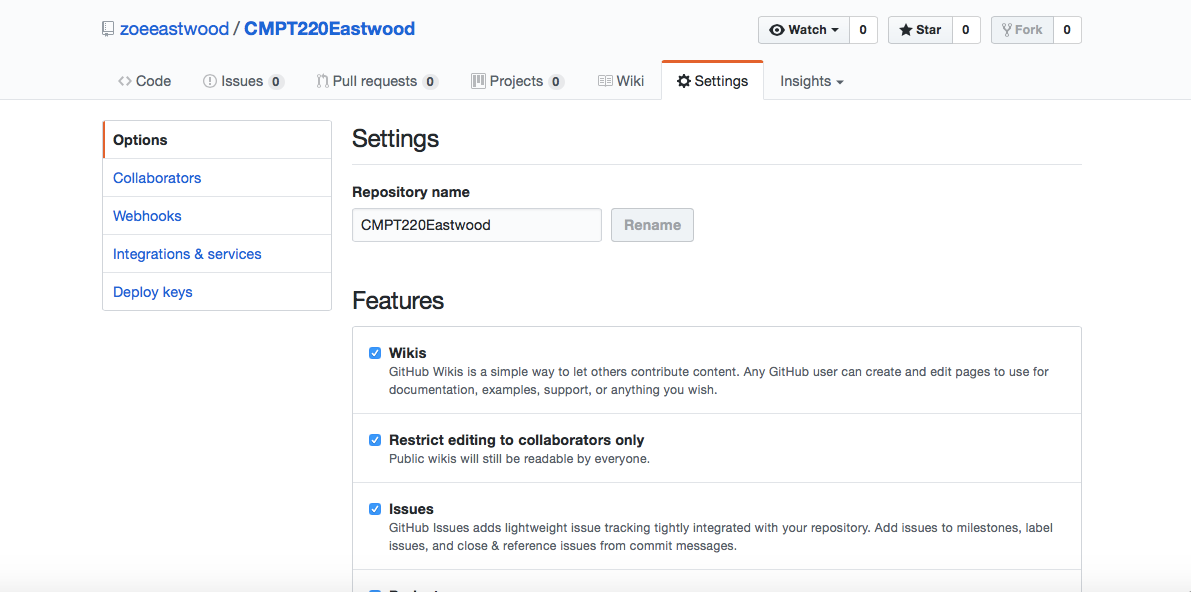 zoeeastwood / CMPT220Eastwood
Watch 0 Star 0 Fork 0
Code Issues 0 Pull requests 0 Projects 0 Wiki Settings Insights
Options
Collaborators
Webhooks
Integrations & services
Deploy keys
Settings
Repository name
CMPT220Eastwood Rename
Features
Wikis
GitHub Wikis is a simple way to let others contribute content. Any GitHub user can create and edit pages to use for
documentation, examples, support, or anything you wish.
Restrict editing to collaborators only
Public wikis will still be readable by everyone.
Issues
GitHub Issues adds lightweight issue tracking tightly integrated with your repository. Add issues to milestones, label
issues, and close & reference issues from commit messages.